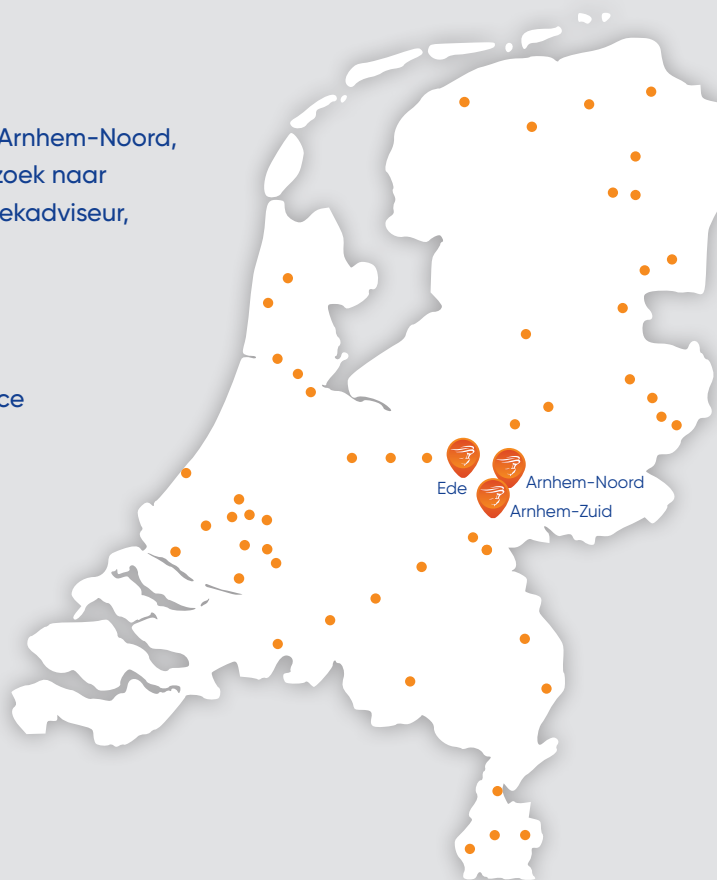 Arnhem-Noord,
zoek naar
ekadviseur,
ce
Ede
Arnhem-Noord
Arnhem-Zuid